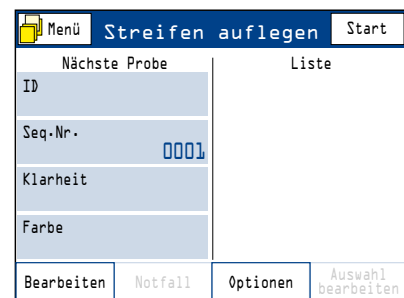 Menü Streifen auflegen Start
Nächste Probe Liste
ID
Seq.Nr.
0001
Klarheit
Farbe
Bearbeiten Notfall Optionen Auswahl
bearbeiten